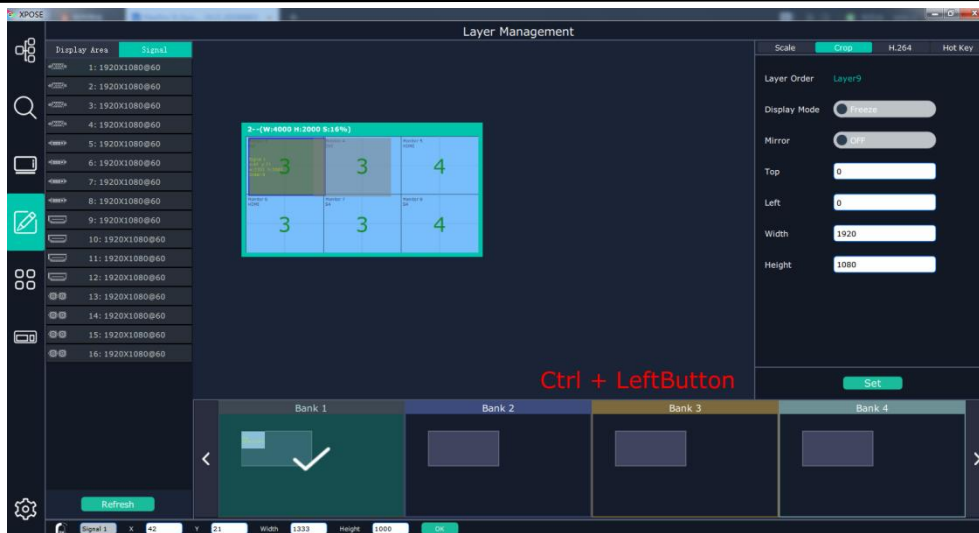 XPOSE
Layer Management
Display Area
Signal
1: 1920X1080@60
2: 1920X1080@60
3: 1920X1080@60
4: 1920X1080@60
5: 1920X1080@60
6: 1920X1080@60
7: 1920X1080@60
8: 1920X1080@60
9: 1920X1080@60
10: 1920X1080@60
11: 1920X1080@60
12: 1920X1080@60
13: 1920X1080@60
14: 1920X1080@60
15: 1920X1080@60
16: 1920X1080@60
Refresh
2--(W:4000 H:2000 S:16%)
3
3
4
3
3
4
Ctrl + LeftButton
Scale
Crop
H.264
Hot Key
Layer Order
Layer9
Display Mode
Freeze
Mirror
OFF
Top
0
Left
0
Width
1920
Height
1080
Set
Bank 1
Bank 2
Bank 3
Bank 4
Signal 1
X
42
Y
21
Width
1333
Height
1000
OK